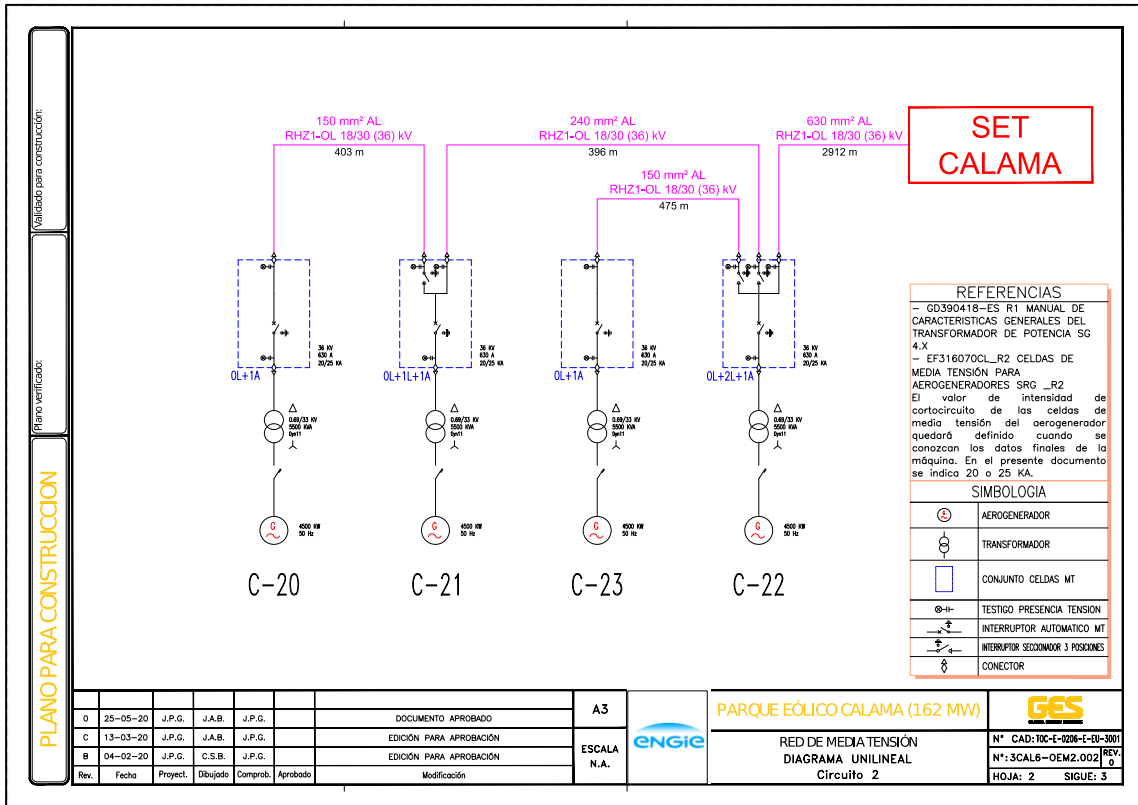 Validado para construcción:
Plano verificado:
PLANO PARA CONSTRUCCION
150 mm² AL
RHZ1-OL 18/30 (36) kV
403 m
240 mm² AL
RHZ1-OL 18/30 (36) kV
396 m
630 mm² AL
RHZ1-OL 18/30 (36) kV
2912 m
150 mm² AL
RHZ1-OL 18/30 (36) kV
475 m
SET
CALAMA
36 KV
630 A
20/25 KA
0L+1A
0.69/33 KV
5500 KVA
Dyn11
G
4500 KW
50 Hz
C-20
36 KV
630 A
20/25 KA
0L+1L+1A
0.69/33 KV
5500 KVA
Dyn11
G
4500 KW
50 Hz
C-21
36 KV
630 A
20/25 KA
0L+1A
0.69/33 KV
5500 KVA
Dyn11
G
4500 KW
50 Hz
C-23
36 KV
630 A
20/25 KA
0L+2L+1A
0.69/33 KV
5500 KVA
Dyn11
G
4500 KW
50 Hz
C-22
REFERENCIAS
- GD390418-ES R1 MANUAL DE
CARACTERISTICAS GENERALES DEL
TRANSFORMADOR DE POTENCIA SG
4.X
- EF316070CL_R2 CELDAS DE
MEDIA TENSIÓN PARA
AEROGENERADORES SRG _R2
El valor de intensidad de
cortocircuito de las celdas de
media tensión del aerogenerador
quedará definido cuando se
conozcan los datos finales de la
máquina. En el presente documento
se indica 20 o 25 KA.
SIMBOLOGIA
AEROGENERADOR
TRANSFORMADOR
CONJUNTO CELDAS MT
TESTIGO PRESENCIA TENSION
INTERRUPTOR AUTOMATICO MT
INTERRUPTOR SECCIONADOR 3 POSICIONES
CONECTOR
0 25-05-20 J.P.G. J.A.B. J.P.G. DOCUMENTO APROBADO
C 13-03-20 J.P.G. J.A.B. J.P.G. EDICIÓN PARA APROBACIÓN
B 04-02-20 J.P.G. C.S.B. J.P.G. EDICIÓN PARA APROBACIÓN
Rev. Fecha Proyect. Dibujado Comprob. Aprobado Modificación
A3
ESCALA
N.A.
ENGIE
PARQUE EÓLICO CALAMA (162 MW)
RED DE MEDIA TENSIÓN
DIAGRAMA UNILINEAL
Circuito 2
GES
N° CAD:TOC-E-0206-E-EU-3001
N°:3CAL6-OEM2.002 REV. 0
HOJA: 2 SIGUE: 3